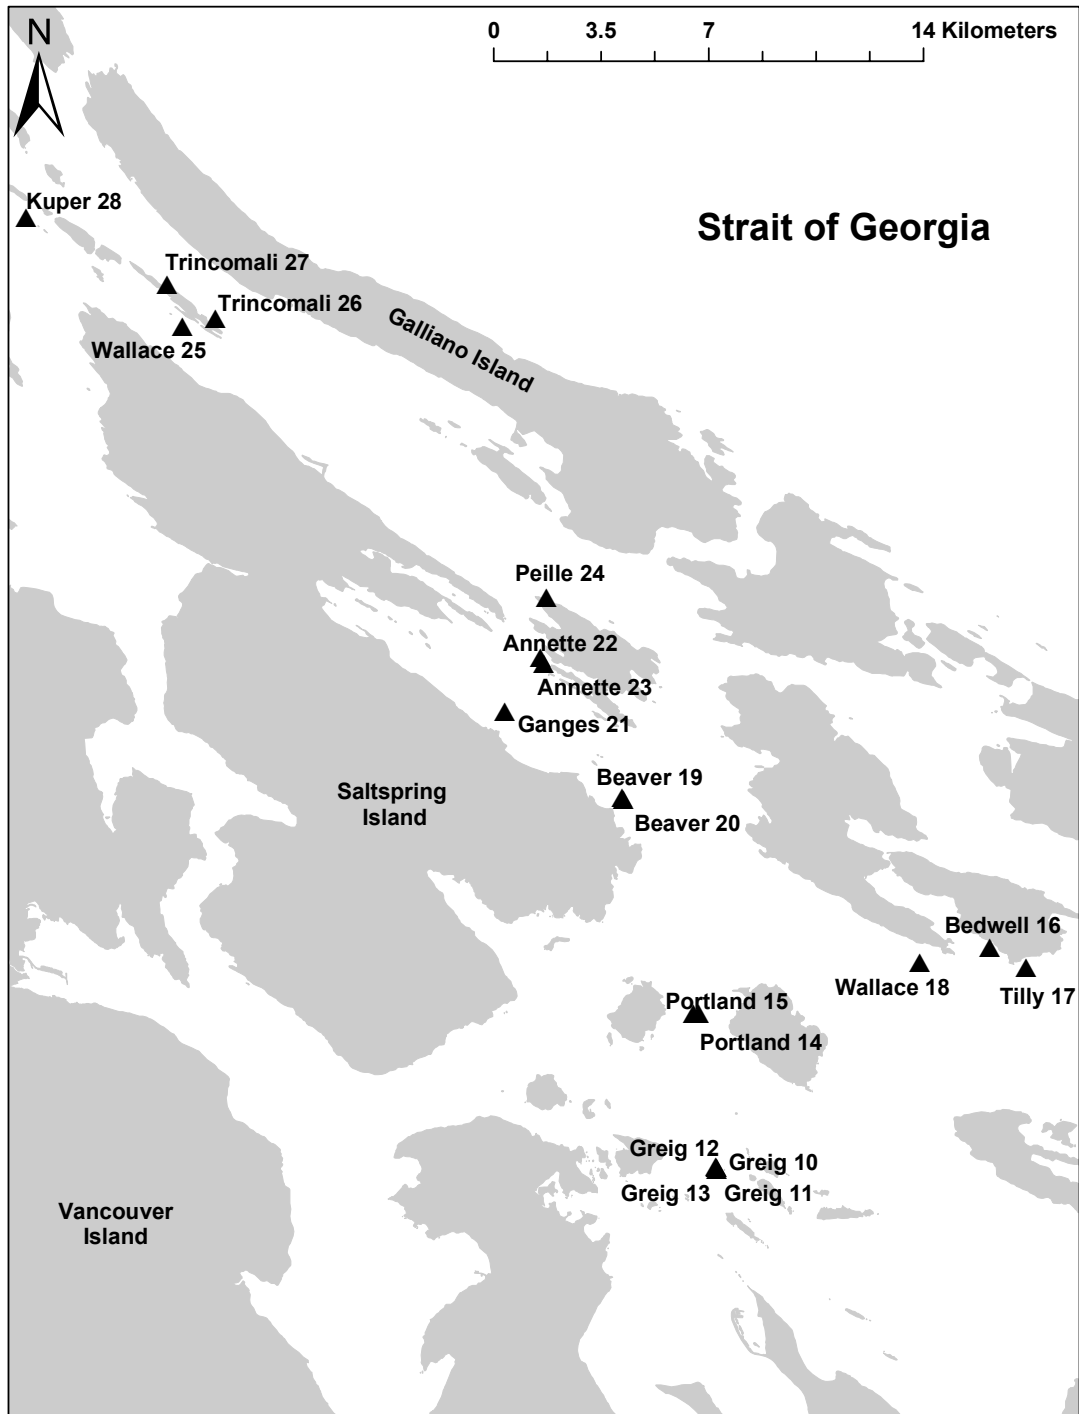 N
0 3.5 7 14 Kilometers
Kuper 28
Strait of Georgia
Trincomali 27
Trincomali 26
Wallace 25
Galliano Island
Peille 24
Annette 22
Annette 23
Ganges 21
Beaver 19
Beaver 20
Saltspring
Island
Bedwell 16
Wallace 18
Tilly 17
Portland 15
Portland 14
Greig 12
Greig 10
Greig 13
Greig 11
Vancouver
Island